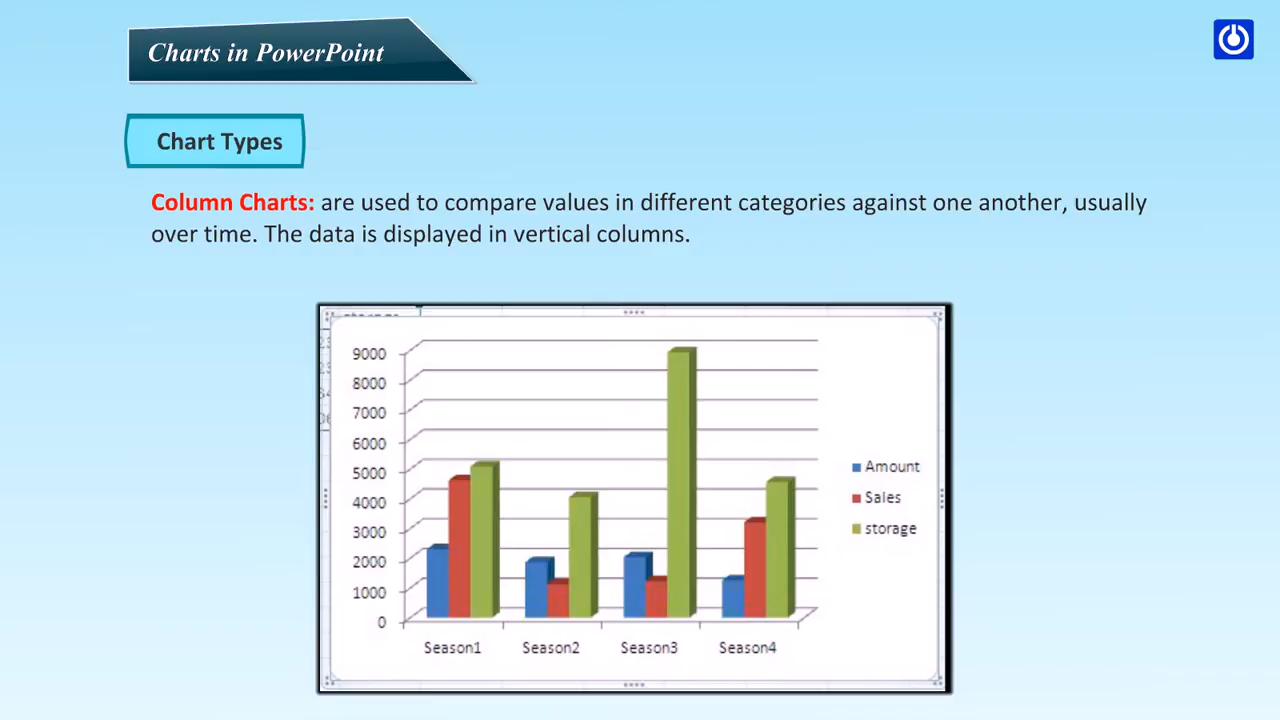 Charts in PowerPoint
Chart Types
Column Charts: are used to compare values in different categories against one another, usually
over time. The data is displayed in vertical columns.
9000
8000
7000
6000
5000
4000
3000
2000
1000
0
Season1 Season2 Season3 Season4
Amount
Sales
storage